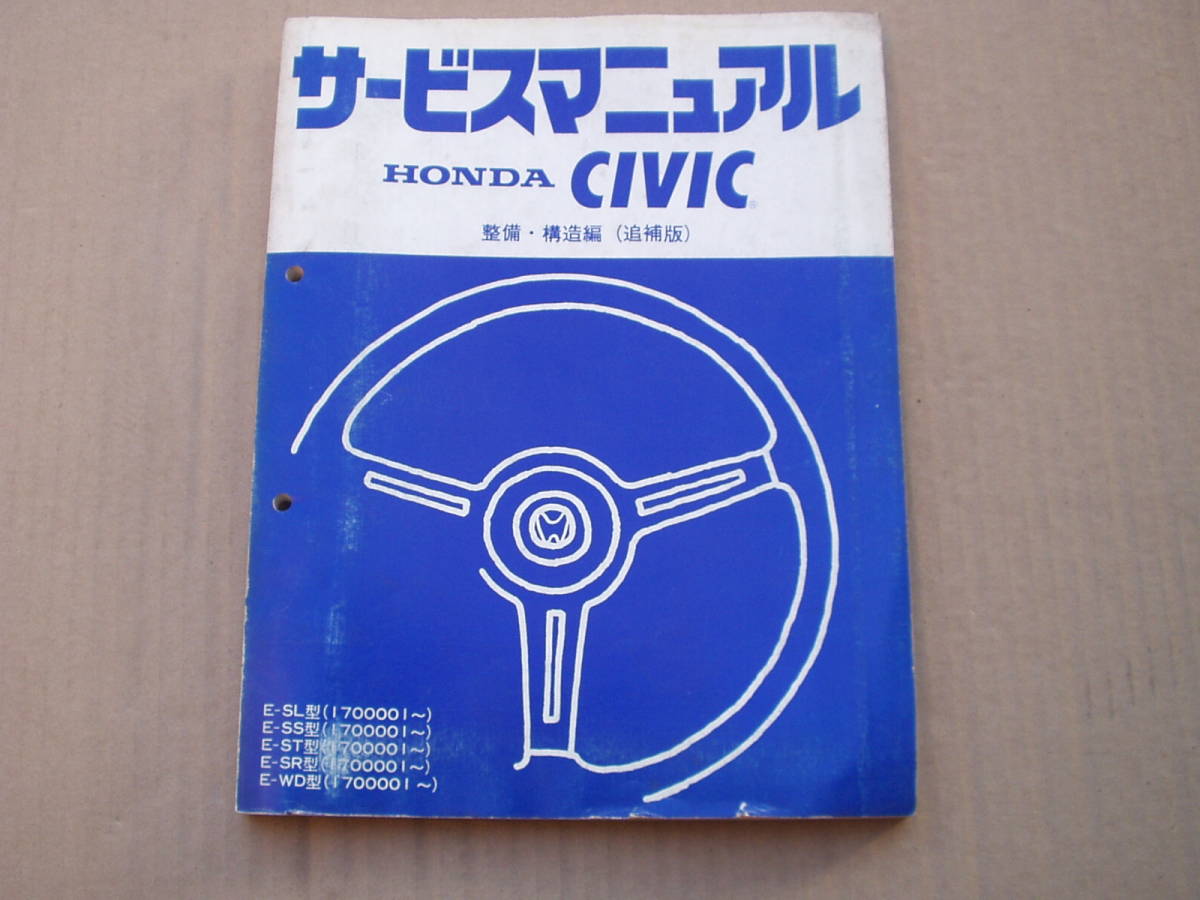 サービスマニュアル
HONDA CIVIC®
整備・構造編（追補版）
E-SL型(1700001～)
E-SS型(1700001～)
E-ST型(1700001～)
E-SR型(1700001～)
E-WD型(1700001～)